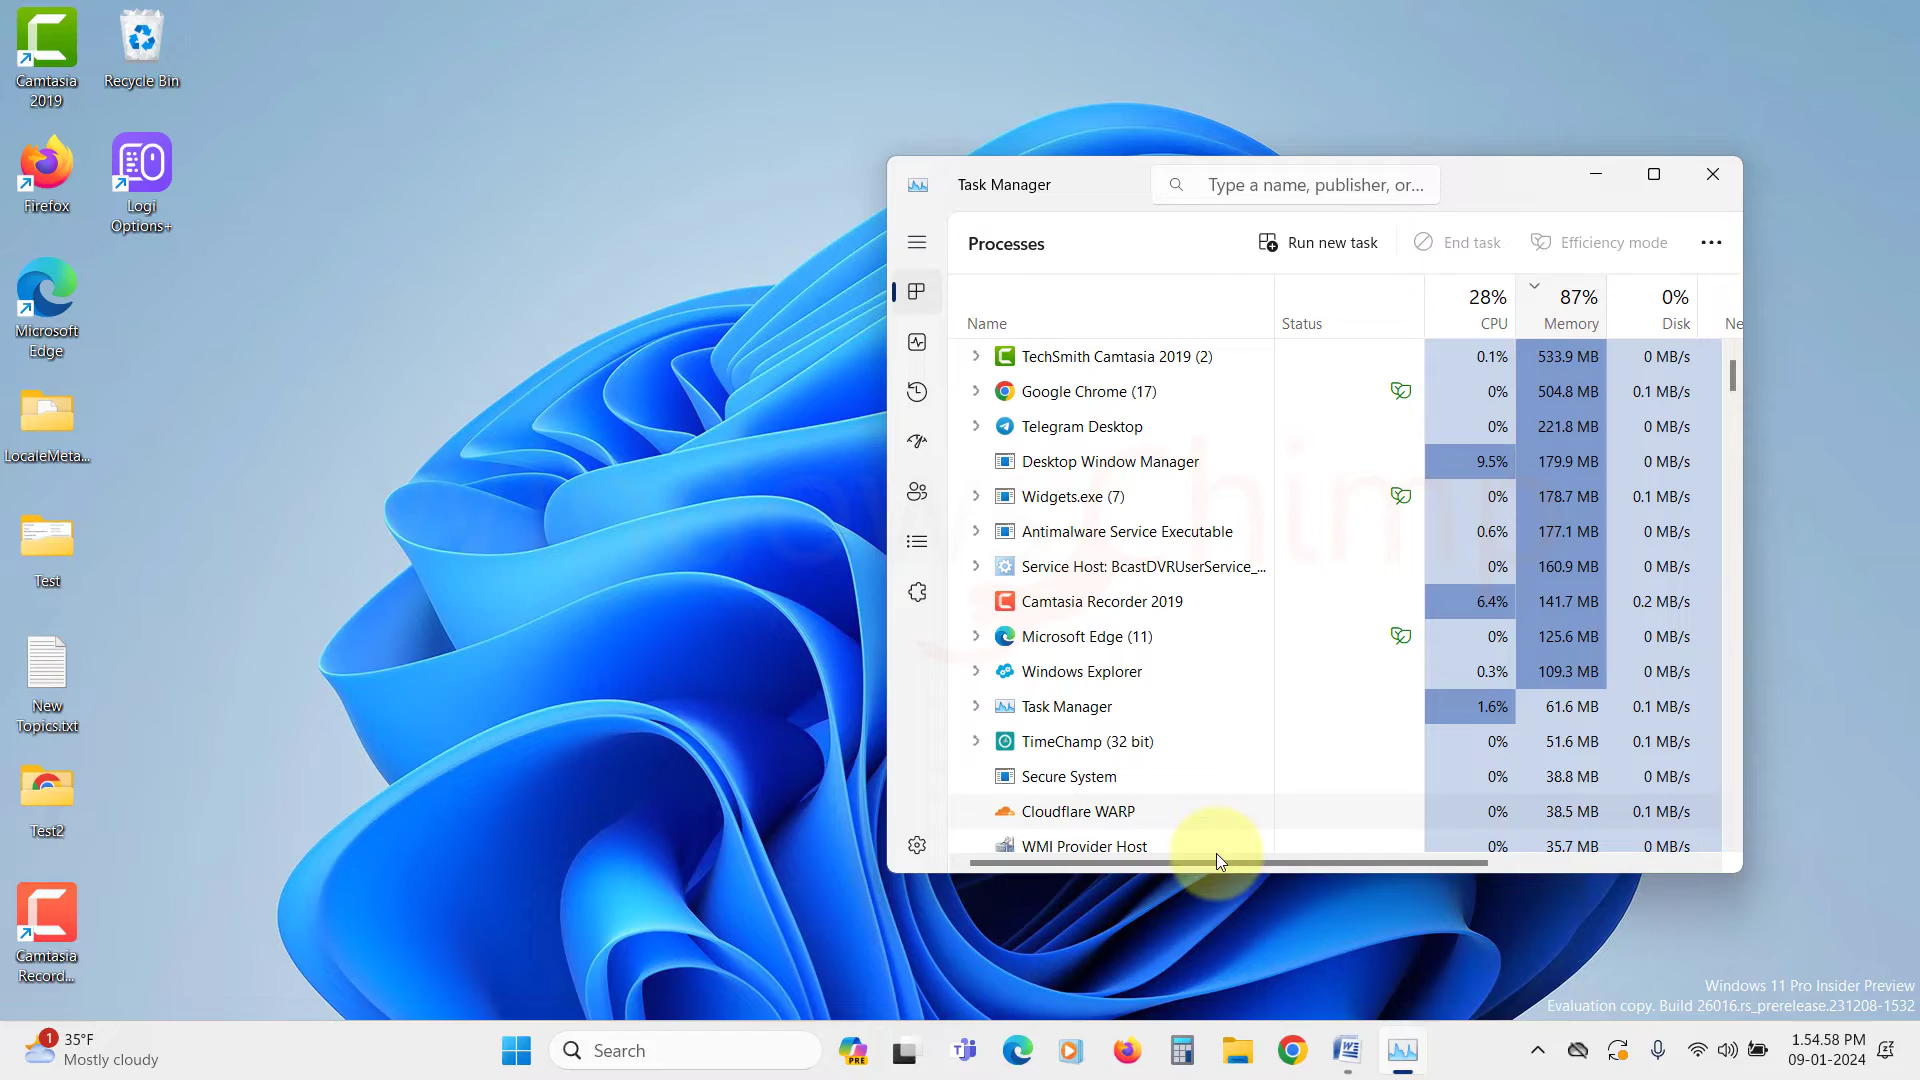 Camtasia
2019
Recycle Bin
Firefox
Logi
Options+
Microsoft
Edge
LocaleMeta...
Test
New
Topics.txt
Test2
Camtasia
Record...
Task Manager
Type a name, publisher, or...
Processes
Run new task
End task
Efficiency mode
Name Status 28% CPU 87% Memory 0% Disk Ne
TechSmith Camtasia 2019 (2) 0.1% 533.9 MB 0 MB/s
Google Chrome (17) 0% 504.8 MB 0.1 MB/s
Telegram Desktop 0% 221.8 MB 0 MB/s
Desktop Window Manager 9.5% 179.9 MB 0 MB/s
Widgets.exe (7) 0% 178.7 MB 0.1 MB/s
Antimalware Service Executable 0.6% 177.1 MB 0 MB/s
Service Host: BcastDVRUserService_... 0% 160.9 MB 0 MB/s
Camtasia Recorder 2019 6.4% 141.7 MB 0.2 MB/s
Microsoft Edge (11) 0% 125.6 MB 0 MB/s
Windows Explorer 0.3% 109.3 MB 0 MB/s
Task Manager 1.6% 61.6 MB 0.1 MB/s
TimeChamp (32 bit) 0% 51.6 MB 0.1 MB/s
Secure System 0% 38.8 MB 0 MB/s
Cloudflare WARP 0% 38.5 MB 0.1 MB/s
WMI Provider Host 0% 35.7 MB 0 MB/s
Windows 11 Pro Insider Preview
Evaluation copy. Build 26016.rs_prerelease.231208-1532
1
35°F
Mostly cloudy
Search
PRE
1.54.58 PM
09-01-2024